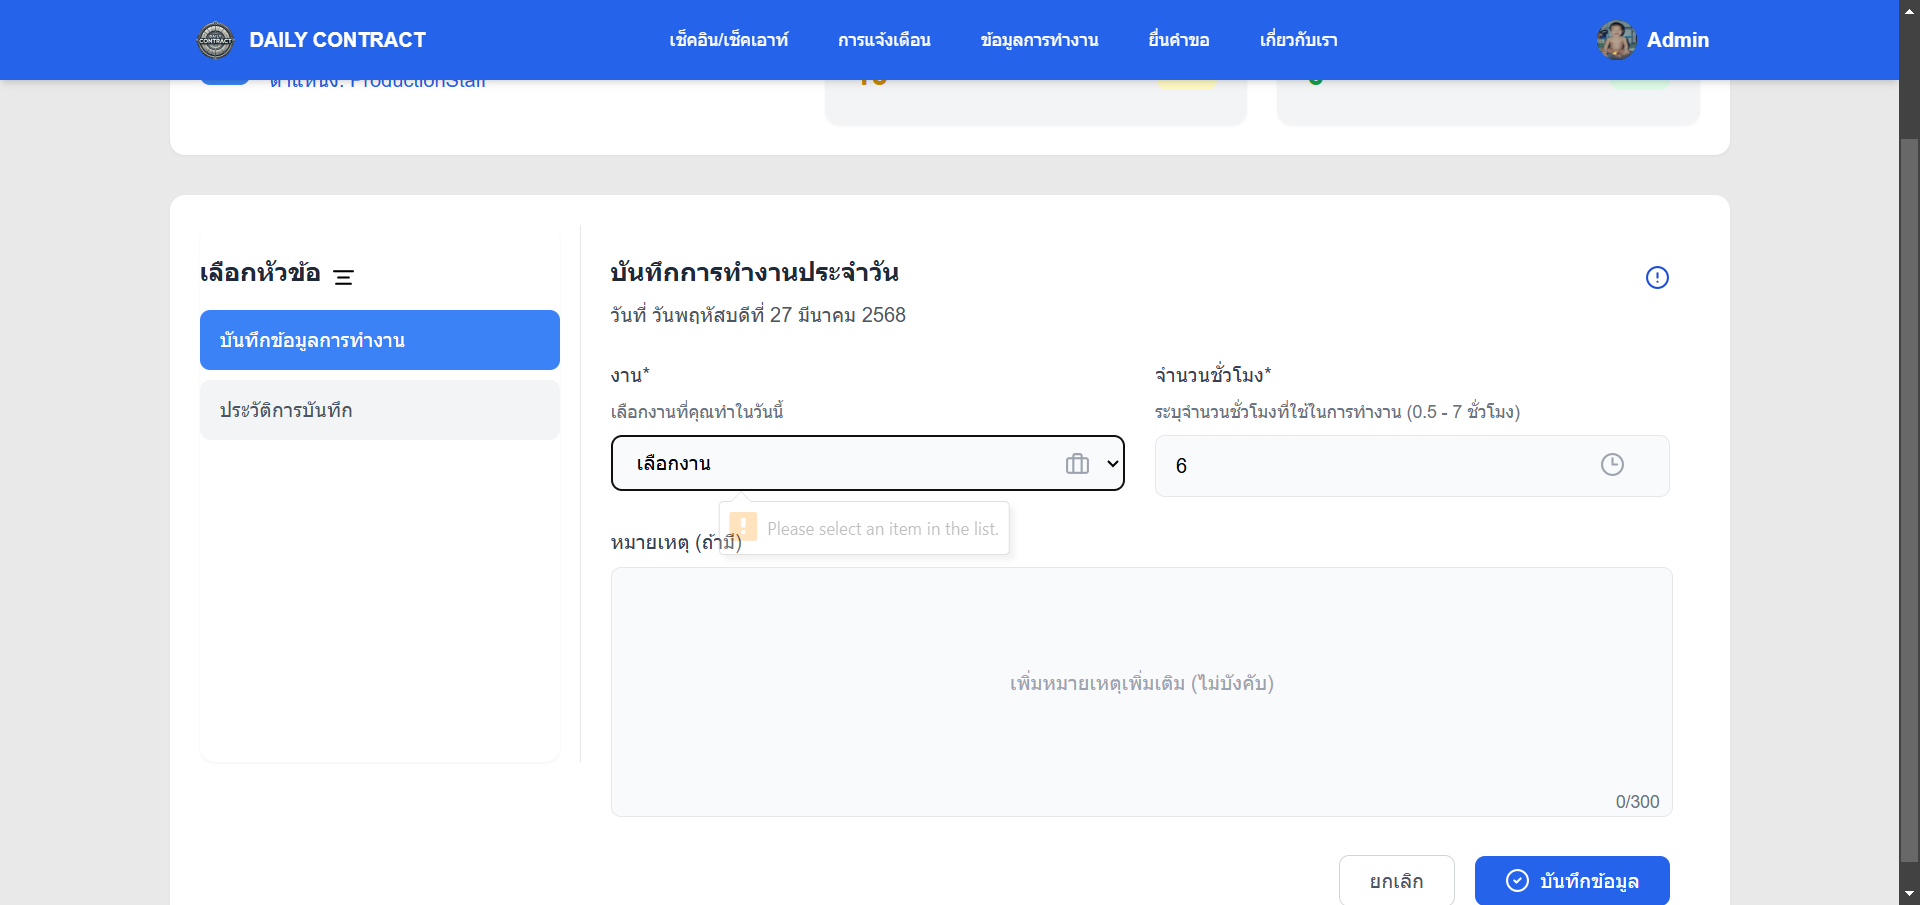 DAILY CONTRACT
เช็คอิน/เช็คเอาท์
การแจ้งเตือน
ข้อมูลการทำงาน
ยื่นคำขอ
เกี่ยวกับเรา
Admin
ตำแหน่ง: ProductionStaff
เลือกหัวข้อ
บันทึกข้อมูลการทำงาน
ประวัติการบันทึก
บันทึกการทำงานประจำวัน
วันที่ วันพฤหัสบดีที่ 27 มีนาคม 2568
งาน*
เลือกงานที่คุณทำในวันนี้
เลือกงาน
Please select an item in the list.
จำนวนชั่วโมง*
ระบุจำนวนชั่วโมงที่ใช้ในการทำงาน (0.5 - 7 ชั่วโมง)
6
หมายเหตุ (ถ้ามี)
เพิ่มหมายเหตุเพิ่มเติม (ไม่บังคับ)
0/300
ยกเลิก
บันทึกข้อมูล